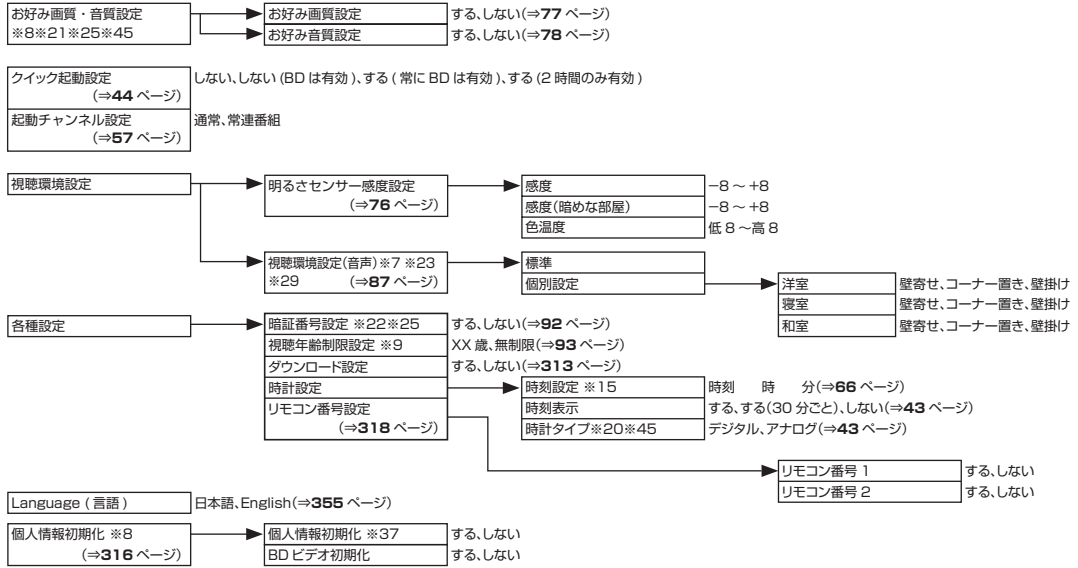 お好み画質・音質設定
※8※21※25※45
お好み画質設定 する、しない(⇒77 ページ)
お好み音質設定 する、しない(⇒78 ページ)
クイック起動設定
(⇒44 ページ)
しない、しない (BD は有効 )、する ( 常に BD は有効 )、する (2 時間のみ有効 )
起動チャンネル設定
(⇒57 ページ)
通常、常連番組
視聴環境設定
明るさセンサー感度設定
(⇒76 ページ)
感度 −8 ~ +8
感度(暗めな部屋) −8 ~ +8
色温度 低 8 ~高 8
視聴環境設定(音声)※7 ※23
※29 (⇒87 ページ)
標準
個別設定
洋室 壁寄せ、コーナー置き、壁掛け
寝室 壁寄せ、コーナー置き、壁掛け
和室 壁寄せ、コーナー置き、壁掛け
各種設定
暗証番号設定 ※22※25 する、しない(⇒92 ページ)
視聴年齢制限設定 ※9 XX 歳、無制限(⇒93 ページ)
ダウンロード設定 する、しない(⇒313 ページ)
時計設定
時刻設定 ※15 時刻 時 分(⇒66 ページ)
時刻表示 する、する(30 分ごと)、しない(⇒43 ページ)
時計タイプ※20※45 デジタル、アナログ(⇒43 ページ)
リモコン番号設定
(⇒318 ページ)
リモコン番号 1 する、しない
リモコン番号 2 する、しない
Language ( 言語 ) 日本語、English(⇒355 ページ)
個人情報初期化 ※8
(⇒316 ページ)
個人情報初期化 ※37 する、しない
BD ビデオ初期化 する、しない